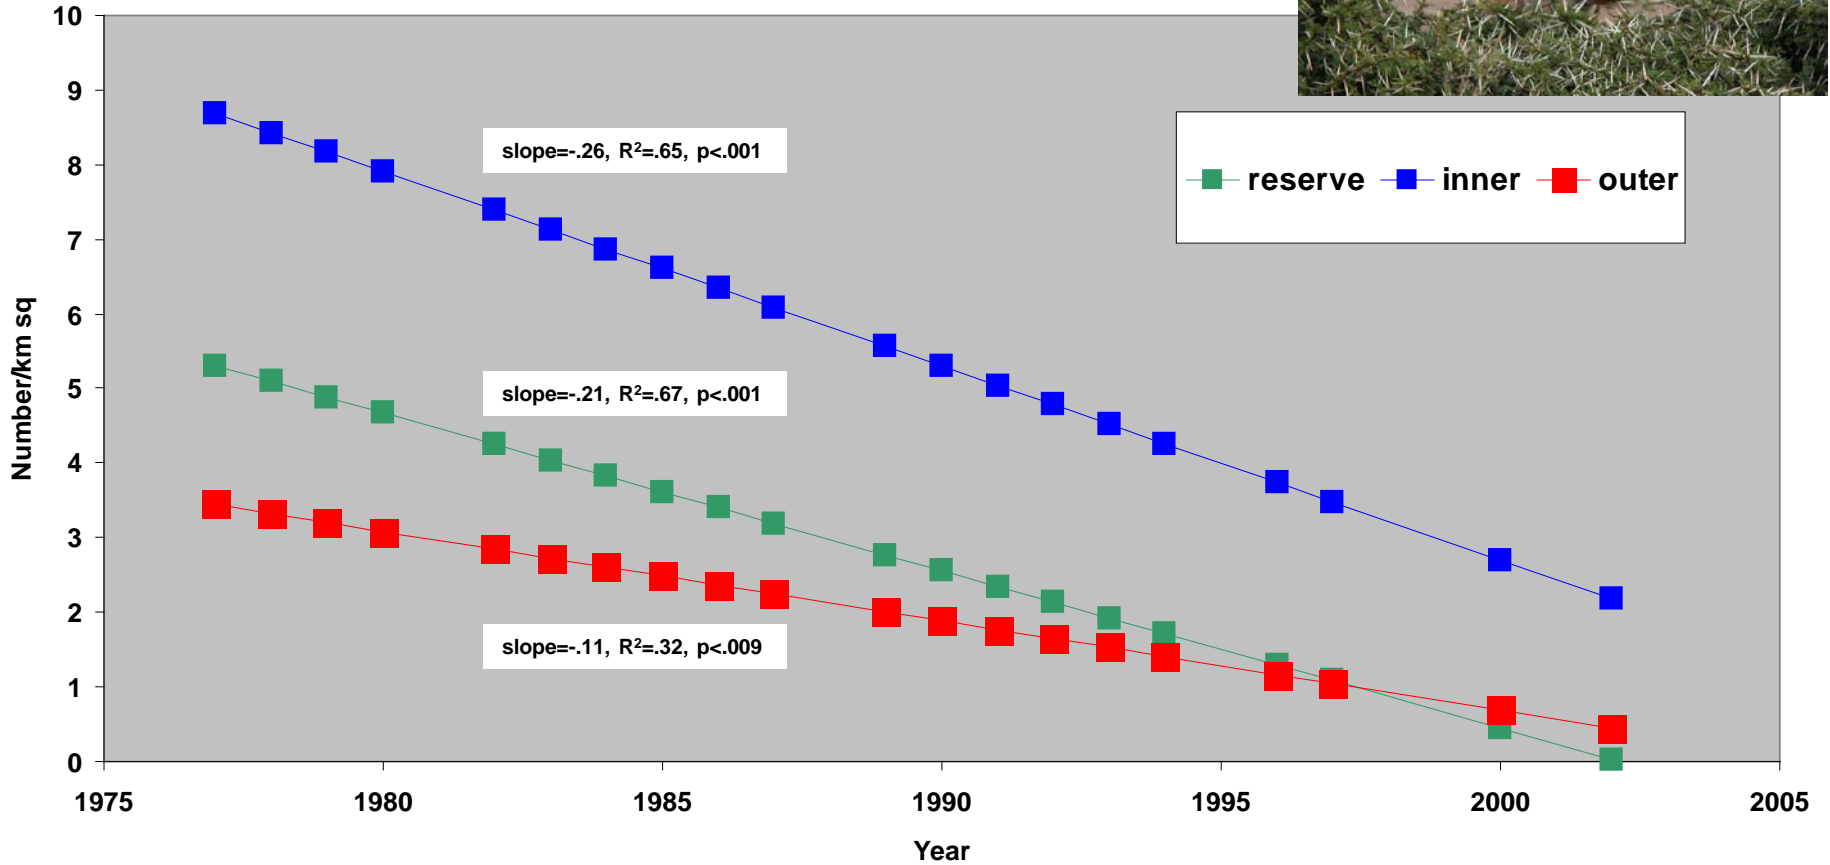 10
9
8
7
6
5
4
3
2
1
0
Number/km sq
slope=-.26, R²=.65, p<.001
slope=-.21, R²=.67, p<.001
slope=-.11, R²=.32, p<.009
reserve inner outer
1975 1980 1985 1990 1995 2000 2005
Year